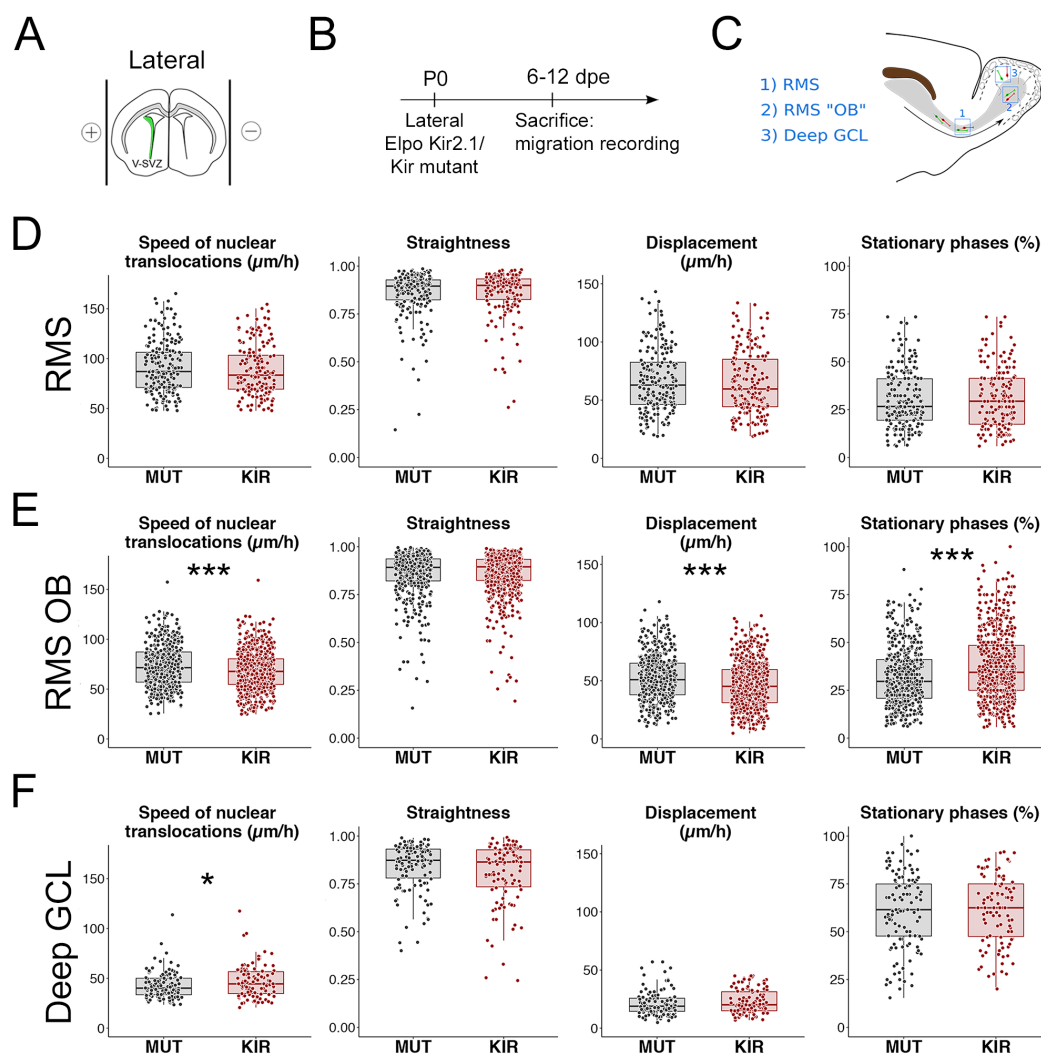 A
Lateral
+
−
V-SVZ
B
P0
6-12 dpe
Lateral
Elpo Kir2.1/
Kir mutant
Sacrifice:
migration recording
C
1) RMS
2) RMS "OB"
3) Deep GCL
1
2
3
D
RMS
Speed of nuclear
translocations (µm/h)
150
100
50
0
MUT
KIR
Straightness
1.00
0.75
0.50
0.25
0.00
MUT
KIR
Displacement
(µm/h)
150
100
50
0
MUT
KIR
Stationary phases (%)
100
75
50
25
0
MUT
KIR
E
RMS OB
Speed of nuclear
translocations (µm/h)
***
150
100
50
0
MUT
KIR
Straightness
1.00
0.75
0.50
0.25
0.00
MUT
KIR
Displacement
(µm/h)
***
150
100
50
0
MUT
KIR
Stationary phases (%)
***
100
75
50
25
0
MUT
KIR
F
Deep GCL
Speed of nuclear
translocations (µm/h)
*
150
100
50
0
MUT
KIR
Straightness
1.00
0.75
0.50
0.25
0.00
MUT
KIR
Displacement
(µm/h)
150
100
50
0
MUT
KIR
Stationary phases (%)
100
75
50
25
0
MUT
KIR